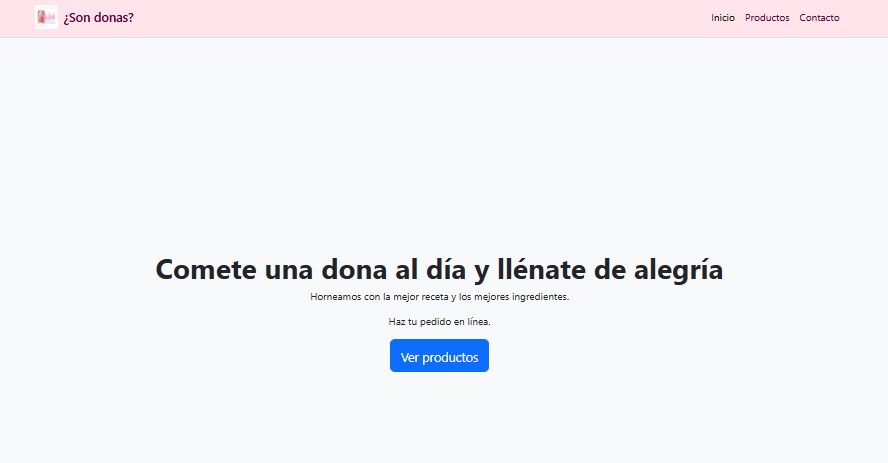 ¿Son donas?
Inicio Productos Contacto
Comete una dona al día y llénate de alegría
Horneamos con la mejor receta y los mejores ingredientes.
Haz tu pedido en línea.
Ver productos